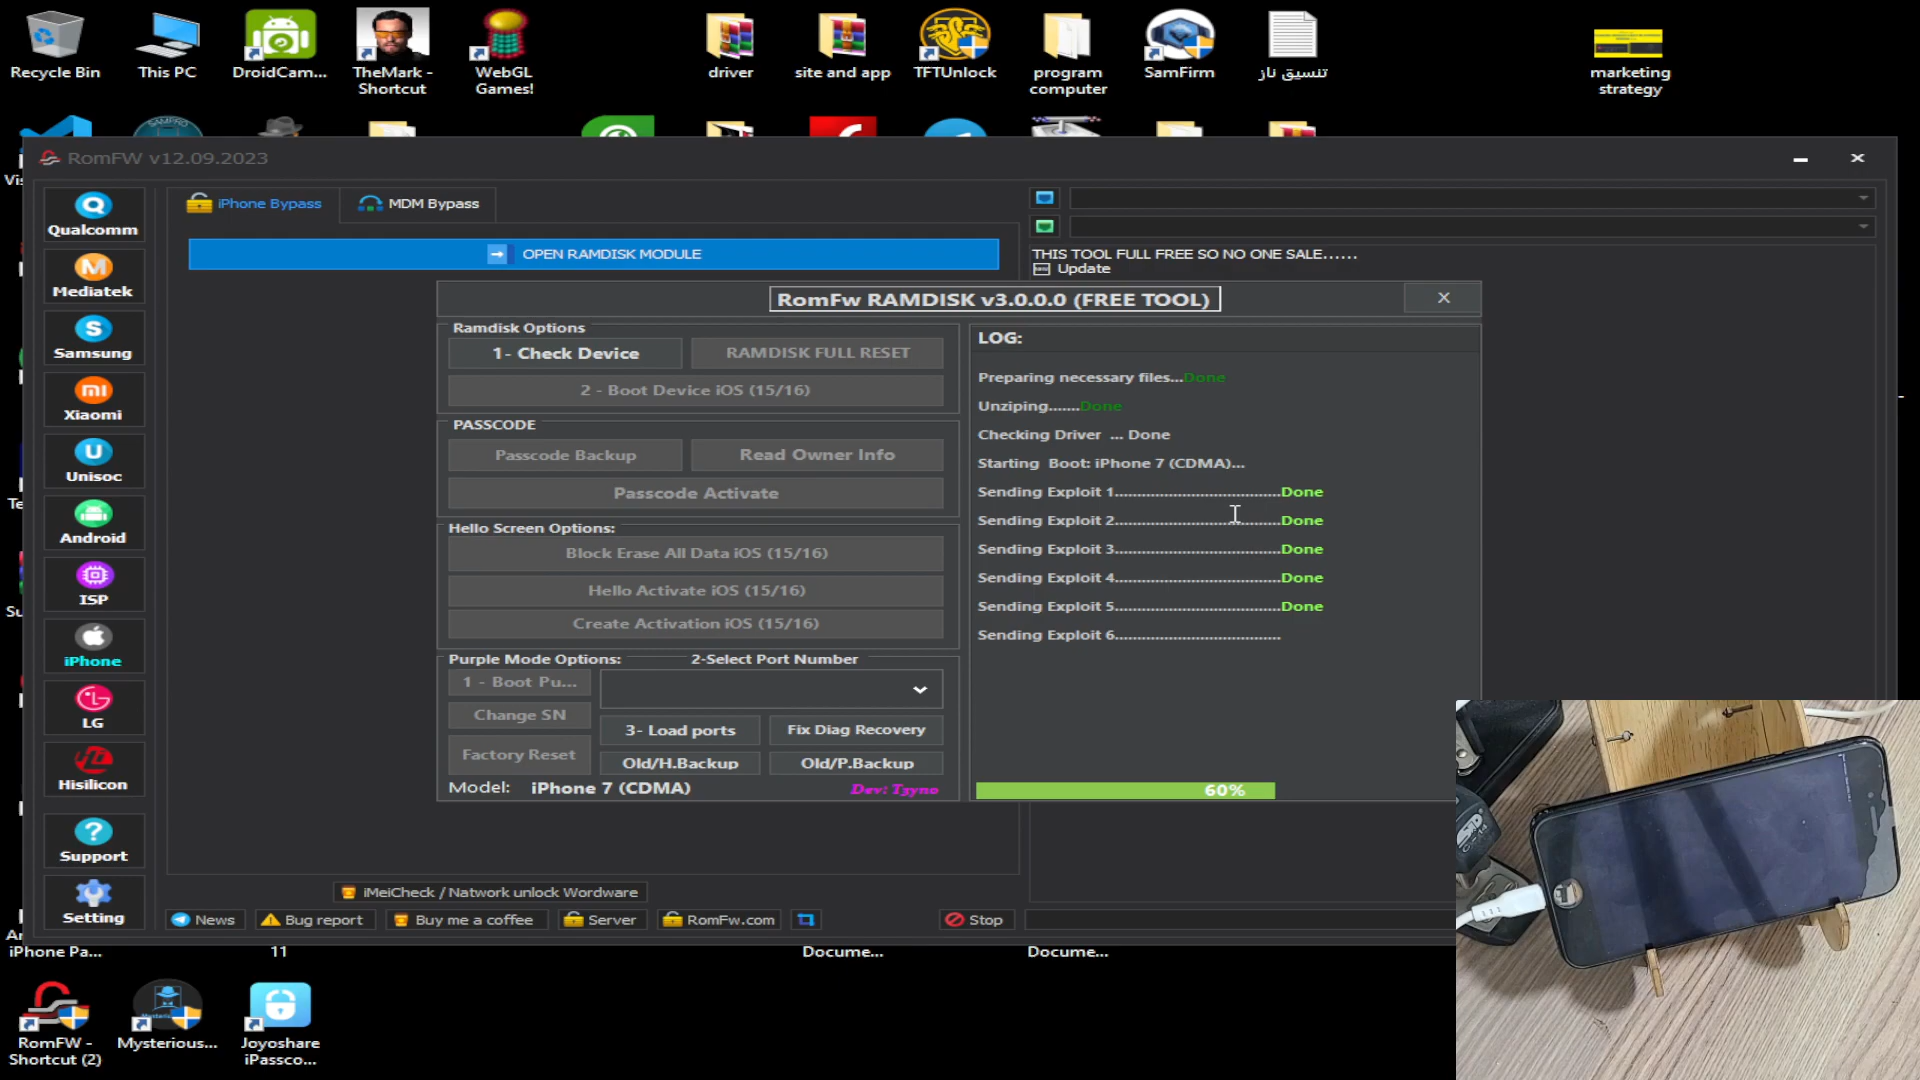 Recycle Bin
This PC
DroidCam...
TheMark -
Shortcut
WebGL
Games!
driver
site and app
TFTUnlock
program
computer
SamFirm
تنسيق ناز
marketing
strategy
RomFW v12.09.2023
Qualcomm
Mediatek
Samsung
Xiaomi
Unisoc
Android
ISP
iPhone
LG
Hisilicon
Support
Setting
iPhone Bypass
MDM Bypass
OPEN RAMDISK MODULE
THIS TOOL FULL FREE SO NO ONE SALE......
Update
RomFw RAMDISK v3.0.0.0 (FREE TOOL)
Ramdisk Options
1- Check Device
RAMDISK FULL RESET
2 - Boot Device iOS (15/16)
PASSCODE
Passcode Backup
Read Owner Info
Passcode Activate
Hello Screen Options:
Block Erase All Data iOS (15/16)
Hello Activate iOS (15/16)
Create Activation iOS (15/16)
Purple Mode Options:
2-Select Port Number
1 - Boot Pu...
Change SN
3- Load ports
Fix Diag Recovery
Factory Reset
Old/H.Backup
Old/P.Backup
Model: iPhone 7 (CDMA)
Dev: T3yno
LOG:
Preparing necessary files...Done
Unziping.......Done
Checking Driver ... Done
Starting Boot: iPhone 7 (CDMA)...
Sending Exploit 1..........................................Done
Sending Exploit 2..........................................Done
Sending Exploit 3..........................................Done
Sending Exploit 4..........................................Done
Sending Exploit 5..........................................Done
Sending Exploit 6..........................................
60%
iMeiCheck / Natwork unlock Wordware
News
Bug report
Buy me a coffee
Server
RomFw.com
Stop
iPhone Pa...
11
Docume...
Docume...
RomFW -
Shortcut (2)
Mysterious...
Joyoshare
iPassco...